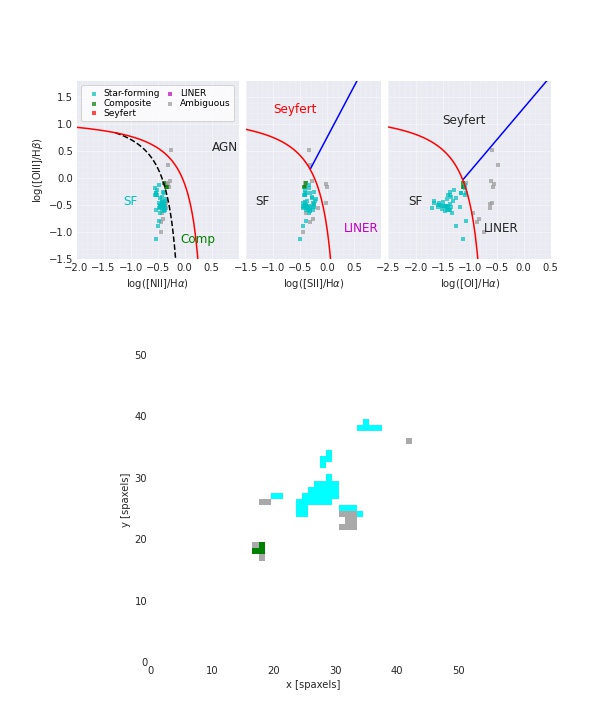 Star-forming
Composite
Seyfert
LINER
Ambiguous
AGN
SF
Comp
1.5
1.0
0.5
0.0
−0.5
−1.0
−1.5
log([OIII]/Hβ)
−2.0 −1.5 −1.0 −0.5 0.0 0.5
log([NII]/Hα)
Seyfert
SF
LINER
−1.0 −0.5 0.0 0.5
log([SII]/Hα)
Seyfert
SF
LINER
−2.5 −2.0 −1.5 −1.0 −0.5 0.0 0.5
log([OI]/Hα)
50
40
30
20
10
0
y [spaxels]
0 10 20 30 40 50
x [spaxels]